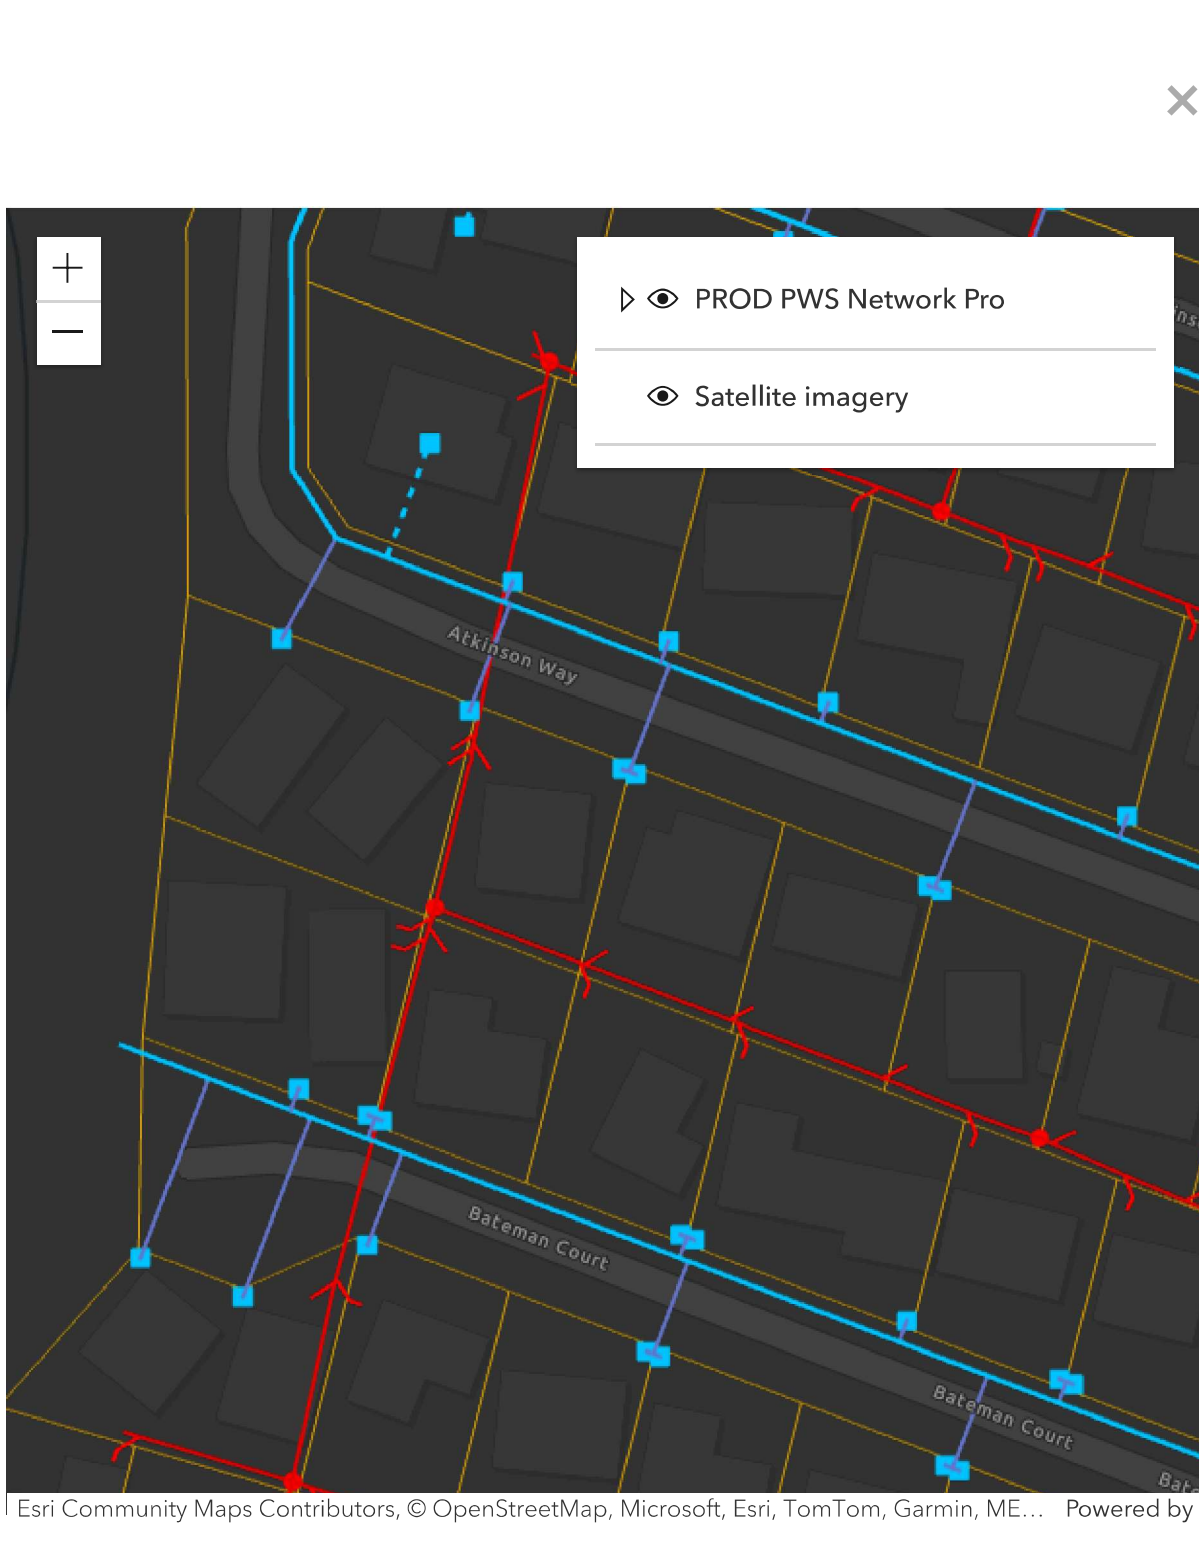 PROD PWS Network Pro
Satellite imagery
Atkinson Way
Bateman Court
Bateman Court
Esri Community Maps Contributors, © OpenStreetMap, Microsoft, Esri, TomTom, Garmin, ME... Powered by